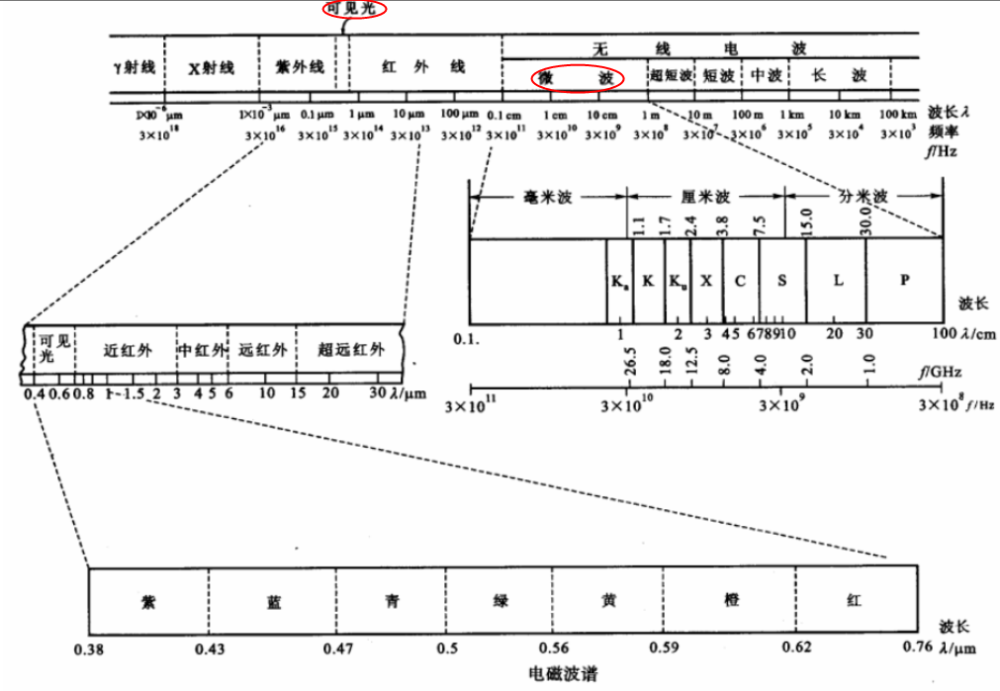 可见光
γ射线 X射线 紫外线 红外线 无线电波
微波 超短波 短波 中波 长波
1×10⁻⁶ μm 1×10⁻³ μm 0.1 μm 1 μm 10 μm 100 μm 0.1 cm 1 cm 10 cm 1 m 10 m 100 m 1 km 10 km 100 km 波长 λ
3×10¹⁸ 3×10¹⁶ 3×10¹⁵ 3×10¹⁴ 3×10¹³ 3×10¹² 3×10¹¹ 3×10¹⁰ 3×10⁹ 3×10⁸ 3×10⁷ 3×10⁶ 3×10⁵ 3×10⁴ 3×10³ 频率
f/Hz
毫米波 厘米波 分米波
1.1 1.7 2.4 3.8 7.5 15.0 30.0
Kₐ K Kᵤ X C S L P
波长
0.1. 1 2 3 4 5 6 7 8 9 10 20 30 100 λ/cm
26.5 18.0 12.5 8.0 4.0 2.0 1.0 f/GHz
3×10¹¹ 3×10¹⁰ 3×10⁹ 3×10⁸ f/Hz
可见光 近红外 中红外 远红外 超远红外
0.4 0.6 0.8 1~1.5 2 3 4 5 6 10 15 20 30 λ/μm
紫 蓝 青 绿 黄 橙 红
波长
0.38 0.43 0.47 0.5 0.56 0.59 0.62 0.76 λ/μm
电磁波谱